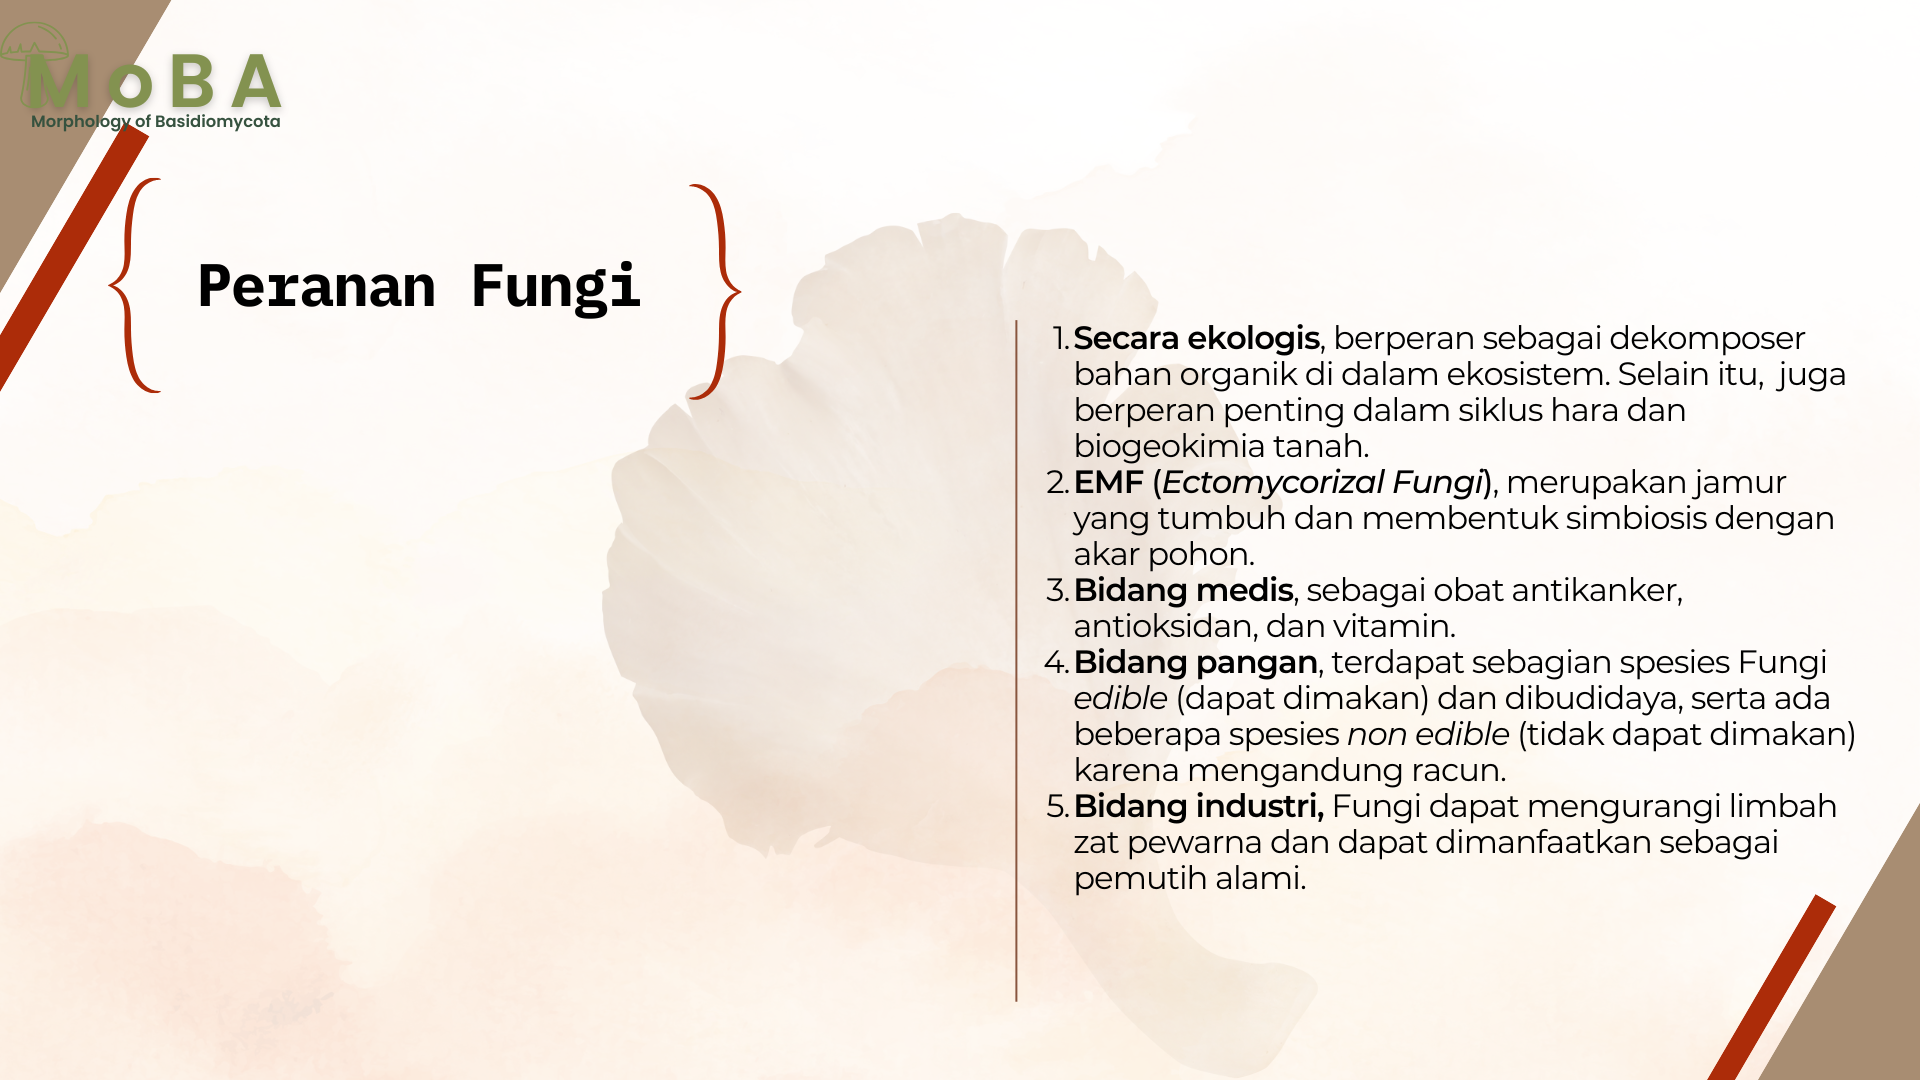 MoBA
Morphology of Basidiomycota
Peranan Fungi
1. Secara ekologis, berperan sebagai dekomposer
bahan organik di dalam ekosistem. Selain itu, juga
berperan penting dalam siklus hara dan
biogeokimia tanah.
2. EMF (Ectomycorizal Fungi), merupakan jamur
yang tumbuh dan membentuk simbiosis dengan
akar pohon.
3. Bidang medis, sebagai obat antikanker,
antioksidan, dan vitamin.
4. Bidang pangan, terdapat sebagian spesies Fungi
edible (dapat dimakan) dan dibudidaya, serta ada
beberapa spesies non edible (tidak dapat dimakan)
karena mengandung racun.
5. Bidang industri, Fungi dapat mengurangi limbah
zat pewarna dan dapat dimanfaatkan sebagai
pemutih alami.